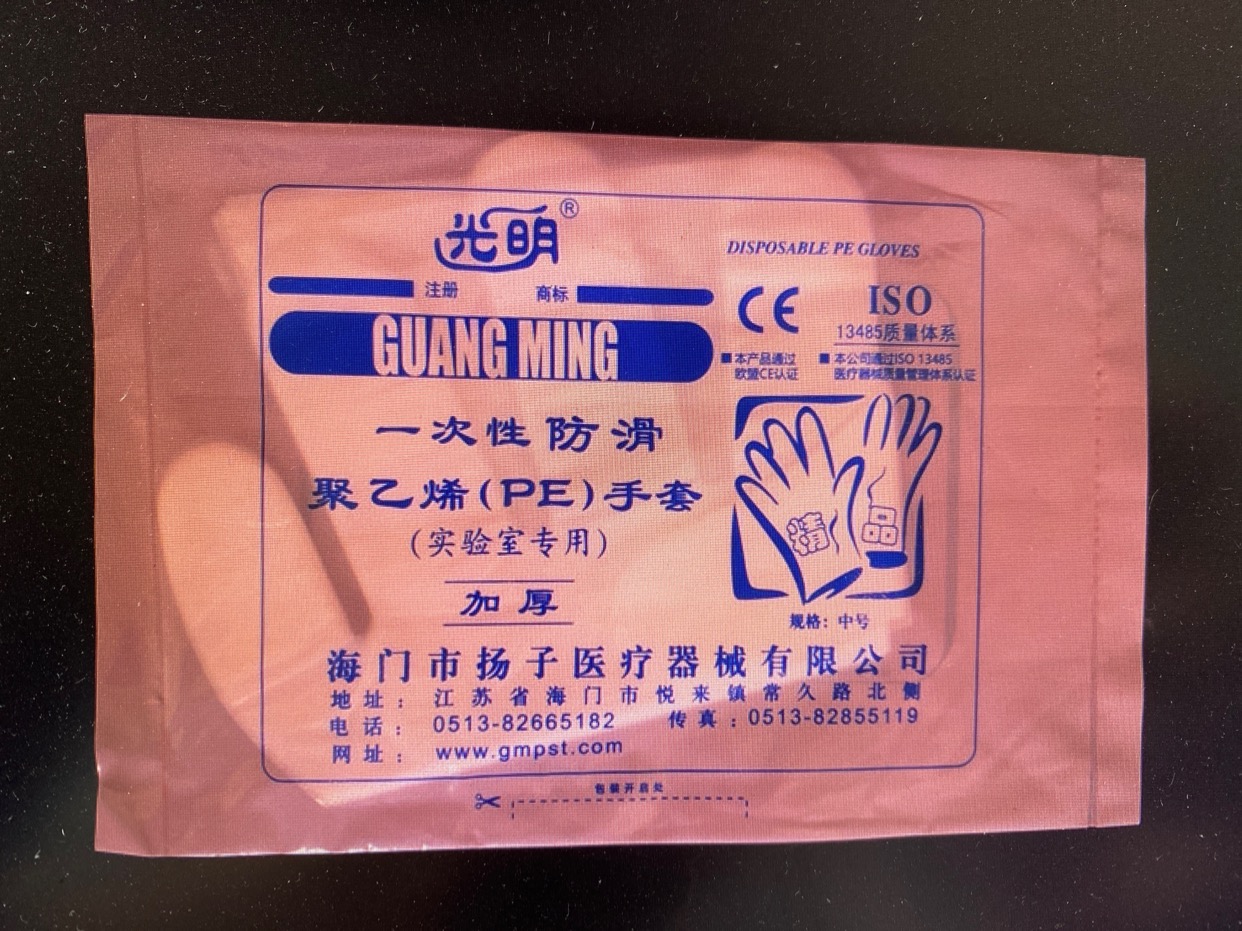 光明®
注册 商标
GUANG MING
DISPOSABLE PE GLOVES
CE
■本产品通过
欧盟CE认证
ISO
13485质量体系
■本公司通过ISO 13485
医疗器械质量管理体系认证
一次性防滑
聚乙烯(PE)手套
(实验室专用)
加厚
精
规格：中号
海门市扬子医疗器械有限公司
地址：江苏省海门市悦来镇常久路北侧
电话：0513-82665182 传真：0513-82855119
网址：www.gmpst.com
包装开启处